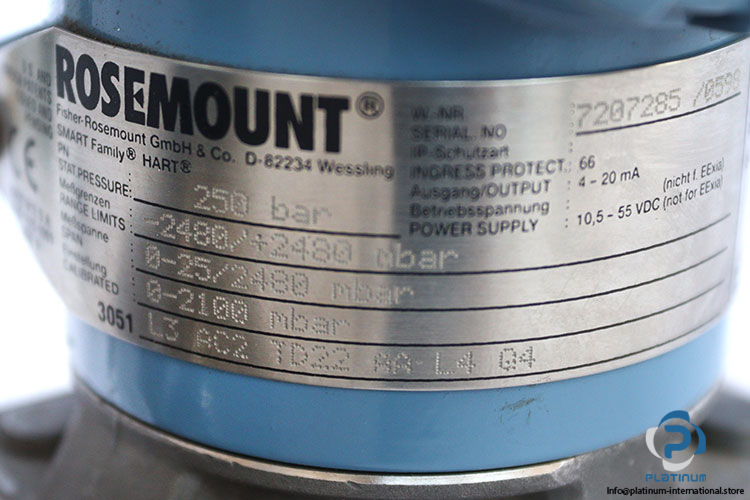 U.S. AND
ROSEMOUNT®
Fisher-Rosemount GmbH & Co. D-82234 Wessling
SMART Family® HART®
PN
STAT.PRESSURE: 250 bar
Meßgrenzen
RANGE LIMITS : -2480/+2480 mbar
Messpanne
SPAN 0-25/2480 mbar
Einstellung
CALIBRATED 0-2100 mbar
3051 L3 AC2 TD22 AA L4 Q4
W.-NR
SERIAL. NO : 7207285 /0599
IP-Schutzart
INGRESS PROTECT.: 66
Ausgang/OUTPUT : 4 – 20 mA
Betriebsspannung (nicht f. EExia)
POWER SUPPLY : 10,5 – 55 VDC (not for EExia)
PLATINUM
Info@platinum-international.store